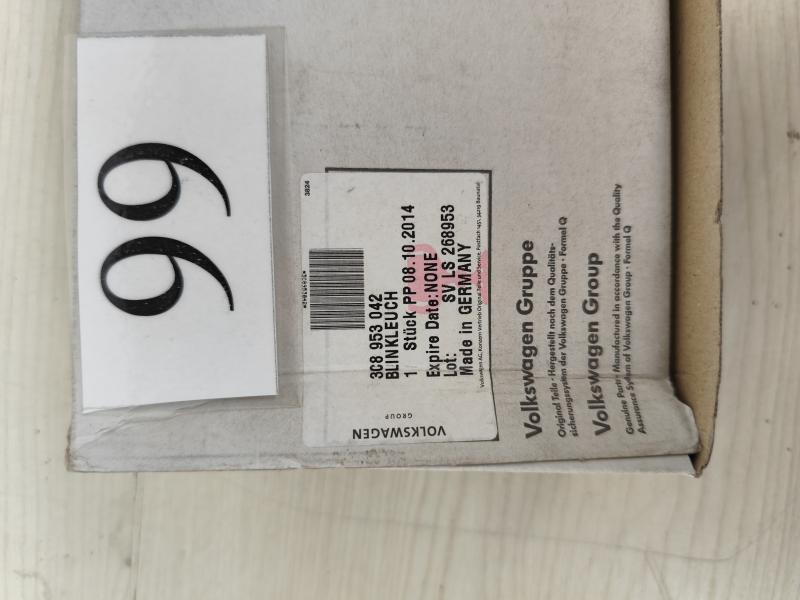 99
3824
*3C8953042*
3C8 953 042
BLINKLEUCH
1 Stück PP 08.10.2014
Expire Date:NONE
Lot: SV LS 268953
Made in GERMANY
VOLKSWAGEN
GROUP
Volkswagen Gruppe
Original Teile · Hergestellt nach dem Qualitäts-
sicherungssystem der Volkswagen Gruppe · Formel Q
Volkswagen Group
Genuine Parts · Manufactured in accordance with the Quality
Assurance System of Volkswagen Group · Formel Q